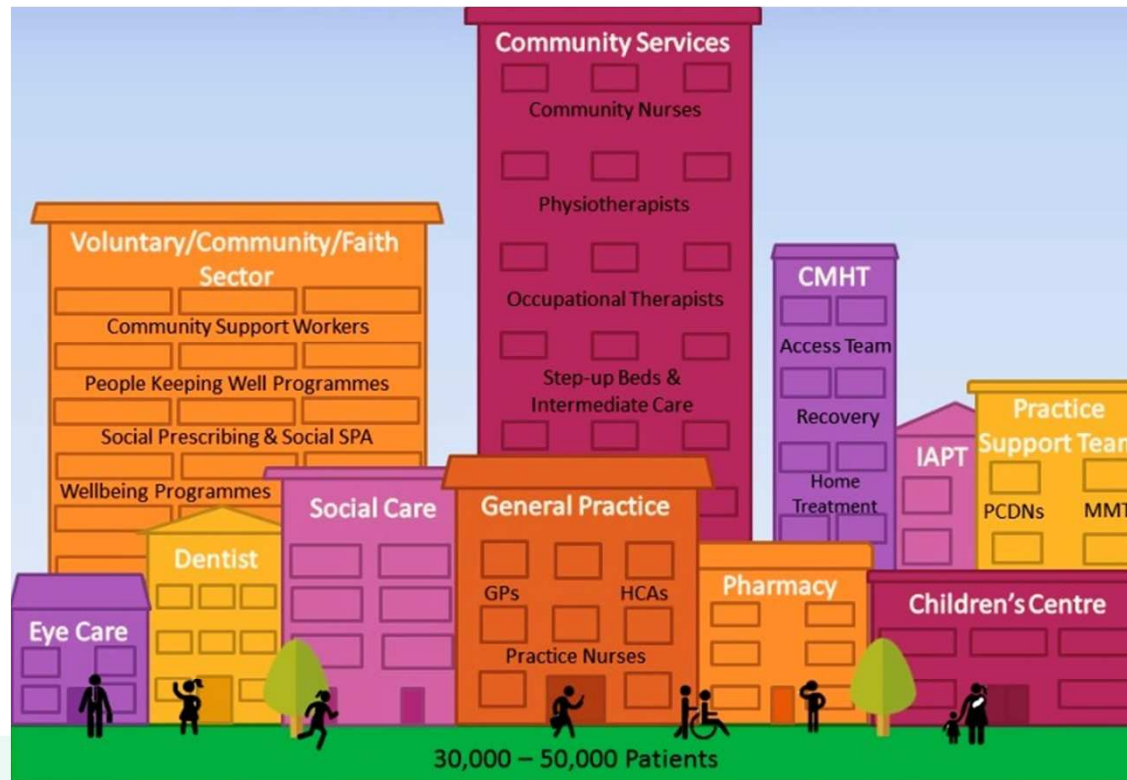 Community Services
Community Nurses
Physiotherapists
Occupational Therapists
Step-up Beds &
Intermediate Care
Voluntary/Community/Faith
Sector
Community Support Workers
People Keeping Well Programmes
Social Prescribing & Social SPA
Wellbeing Programmes
CMHT
Access Team
Recovery
Home
Treatment
IAPT
Practice
Support Team
PCDNs
MMT
Eye Care
Dentist
Social Care
General Practice
GPs
HCAs
Practice Nurses
Pharmacy
Children's Centre
30,000 – 50,000 Patients